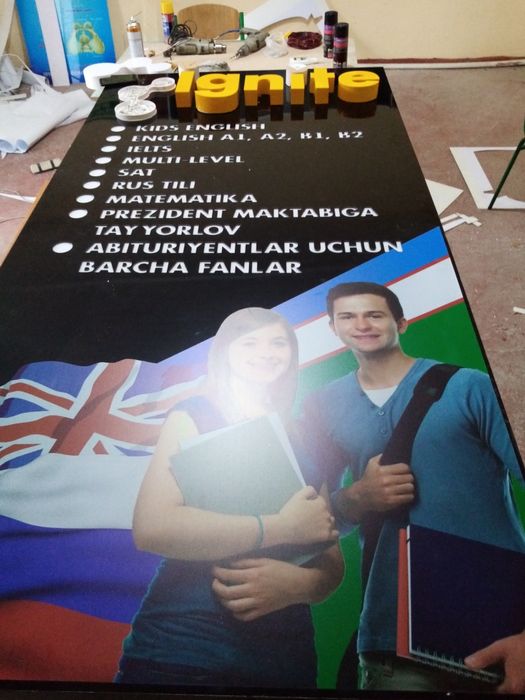 Ignite
KIDS ENGLISH
ENGLISH A1, A2, B1, B2
IELTS
MULTI-LEVEL
SAT
RUS TILI
MATEMATIKA
PREZIDENT MAKTABIGA
TAYYORLOV
ABITURIYENTLAR UCHUN
BARCHA FANLAR